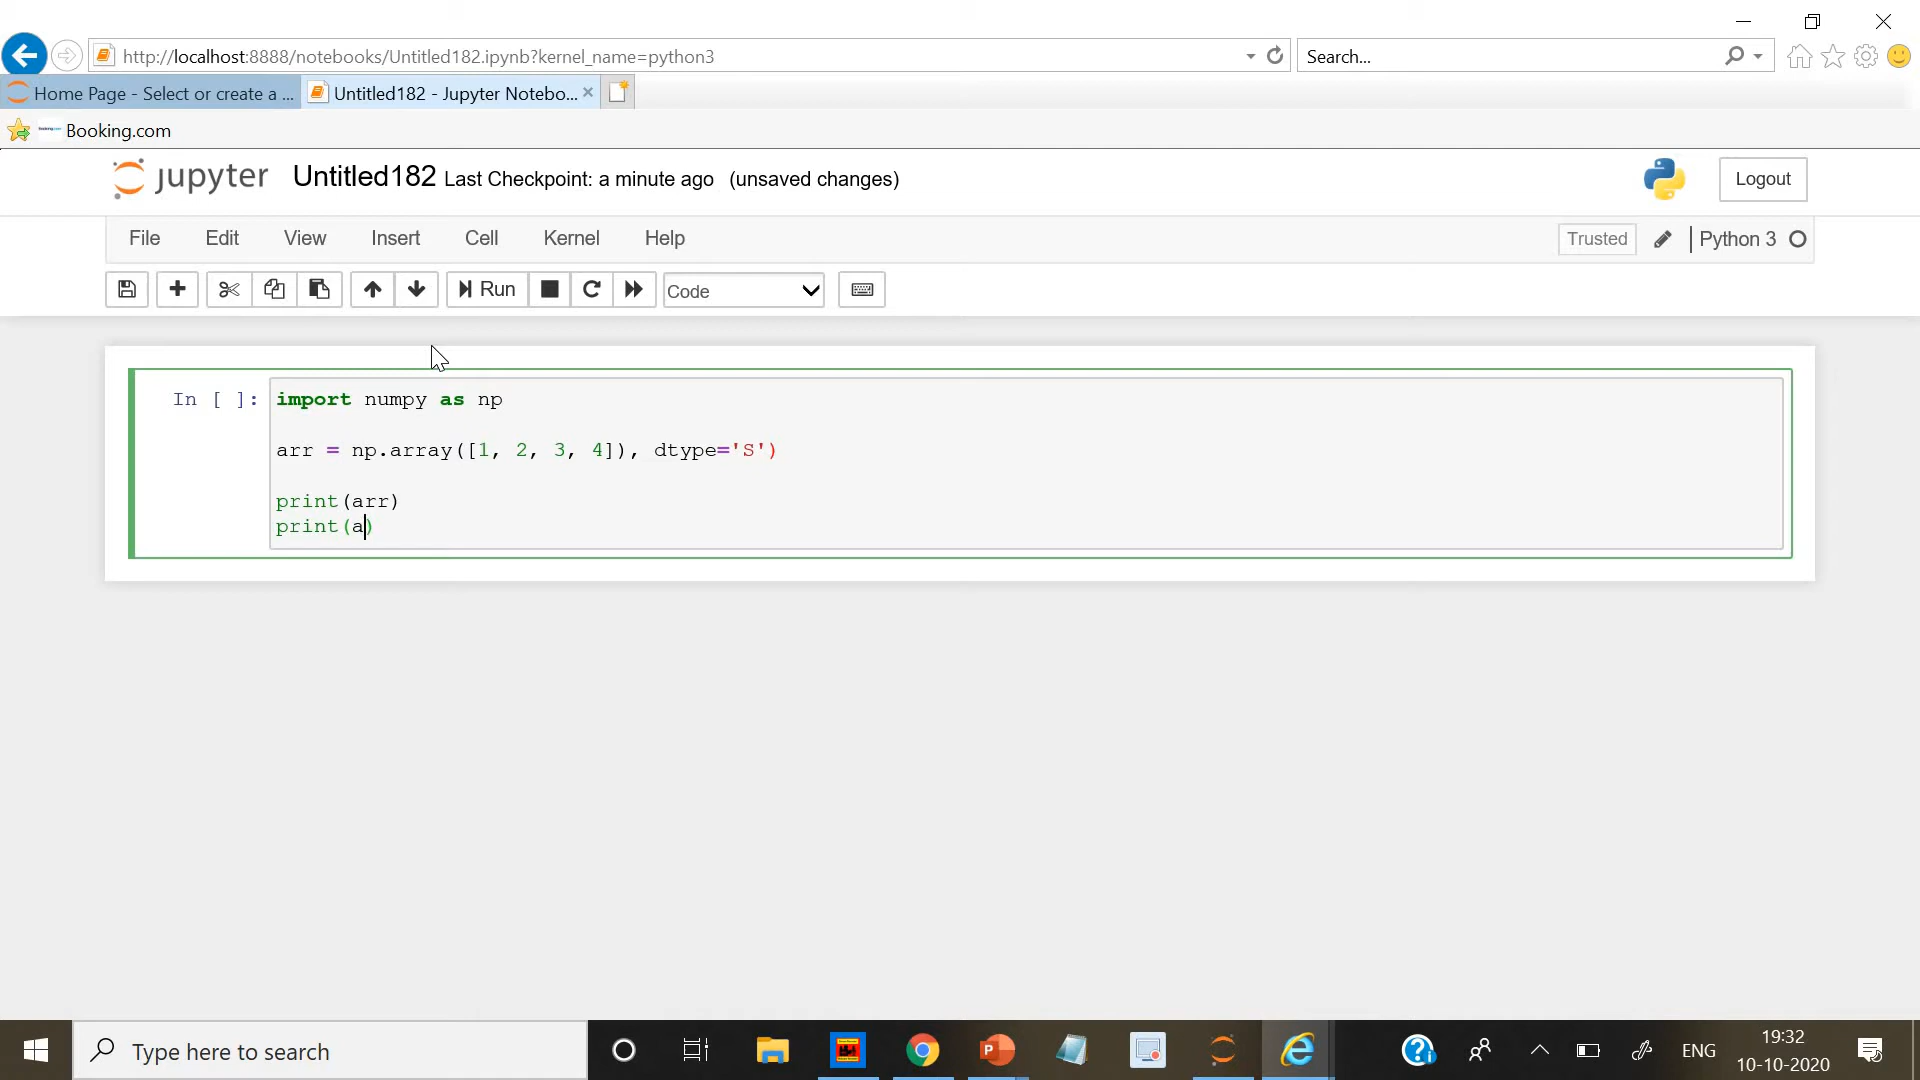 http://localhost:8888/notebooks/Untitled182.ipynb?kernel_name=python3
Search...
Home Page - Select or create a ...
Untitled182 - Jupyter Notebo...
Booking.com
jupyter Untitled182 Last Checkpoint: a minute ago (unsaved changes)
Logout
File Edit View Insert Cell Kernel Help
Trusted
Python 3
Run
Code
In [ ]: import numpy as np
arr = np.array([1, 2, 3, 4]), dtype='S')
print(arr)
print(a)
Type here to search
ENG
19:32
10-10-2020